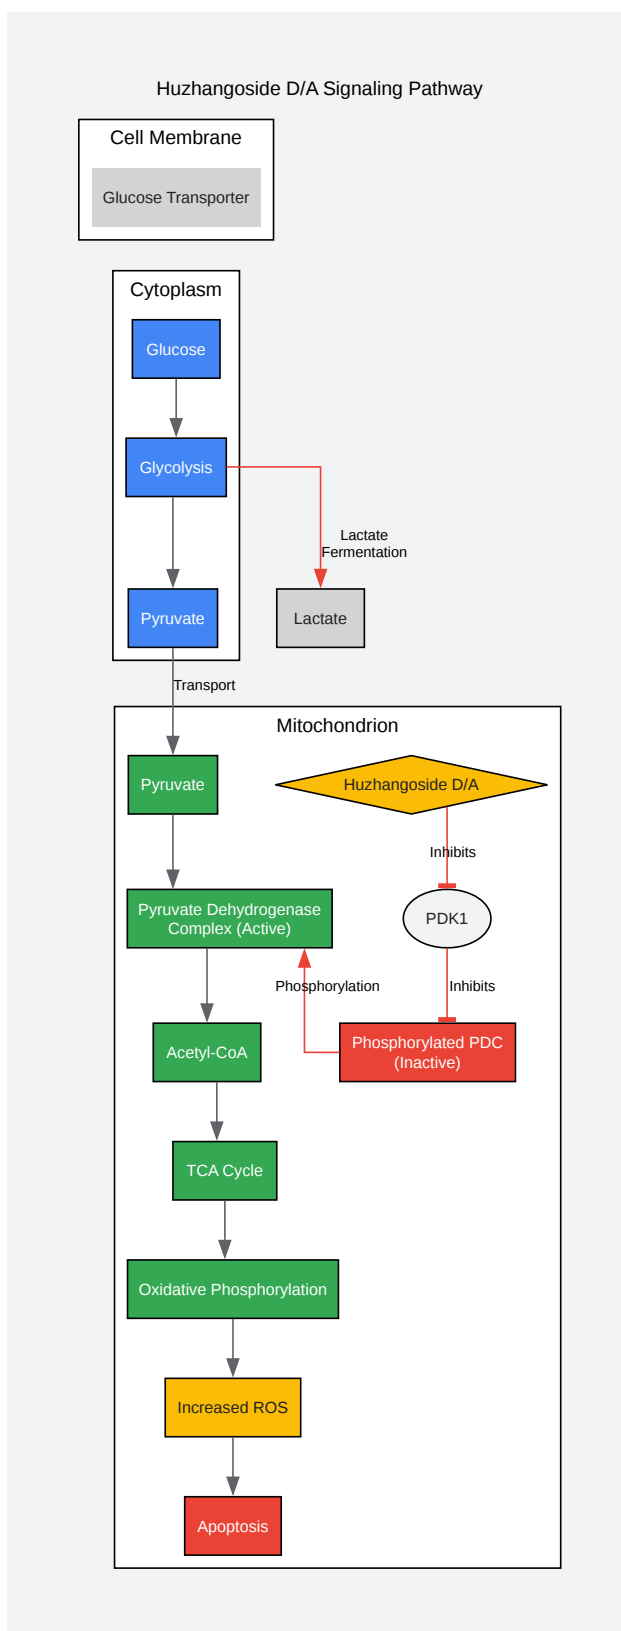 Huzhangoside D/A Signaling Pathway
Cell Membrane
Glucose Transporter
Cytoplasm
Glucose
Glycolysis
Lactate
Fermentation
Pyruvate
Lactate
Transport
Mitochondrion
Pyruvate
Huzhangoside D/A
Inhibits
Pyruvate Dehydrogenase
Complex (Active)
PDK1
Phosphorylation
Inhibits
Acetyl-CoA
Phosphorylated PDC
(Inactive)
TCA Cycle
Oxidative Phosphorylation
Increased ROS
Apoptosis